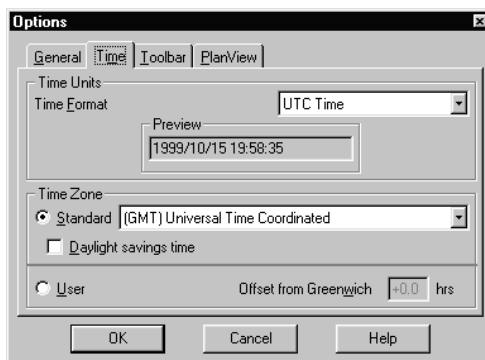 Options
General Time Toolbar PlanView
Time Units
Time Format UTC Time
Preview
1999/10/15 19:58:35
Time Zone
Standard (GMT) Universal Time Coordinated
Daylight savings time
User Offset from Greenwich +0.0 hrs
OK Cancel Help